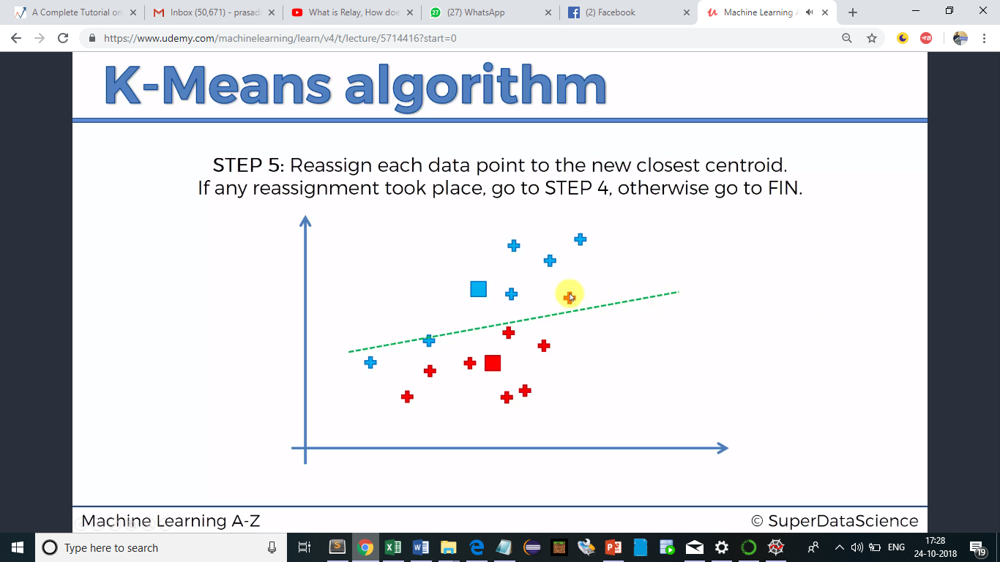 A Complete Tutorial on
Inbox (50,671) - prasadr
What is Relay, How doe
(27) WhatsApp
(2) Facebook
Machine Learning A
https://www.udemy.com/machinelearning/learn/v4/t/lecture/5714416?start=0
K-Means algorithm
STEP 5: Reassign each data point to the new closest centroid.
If any reassignment took place, go to STEP 4, otherwise go to FIN.
Machine Learning A-Z
© SuperDataScience
Type here to search
ENG
17:28
24-10-2018
19